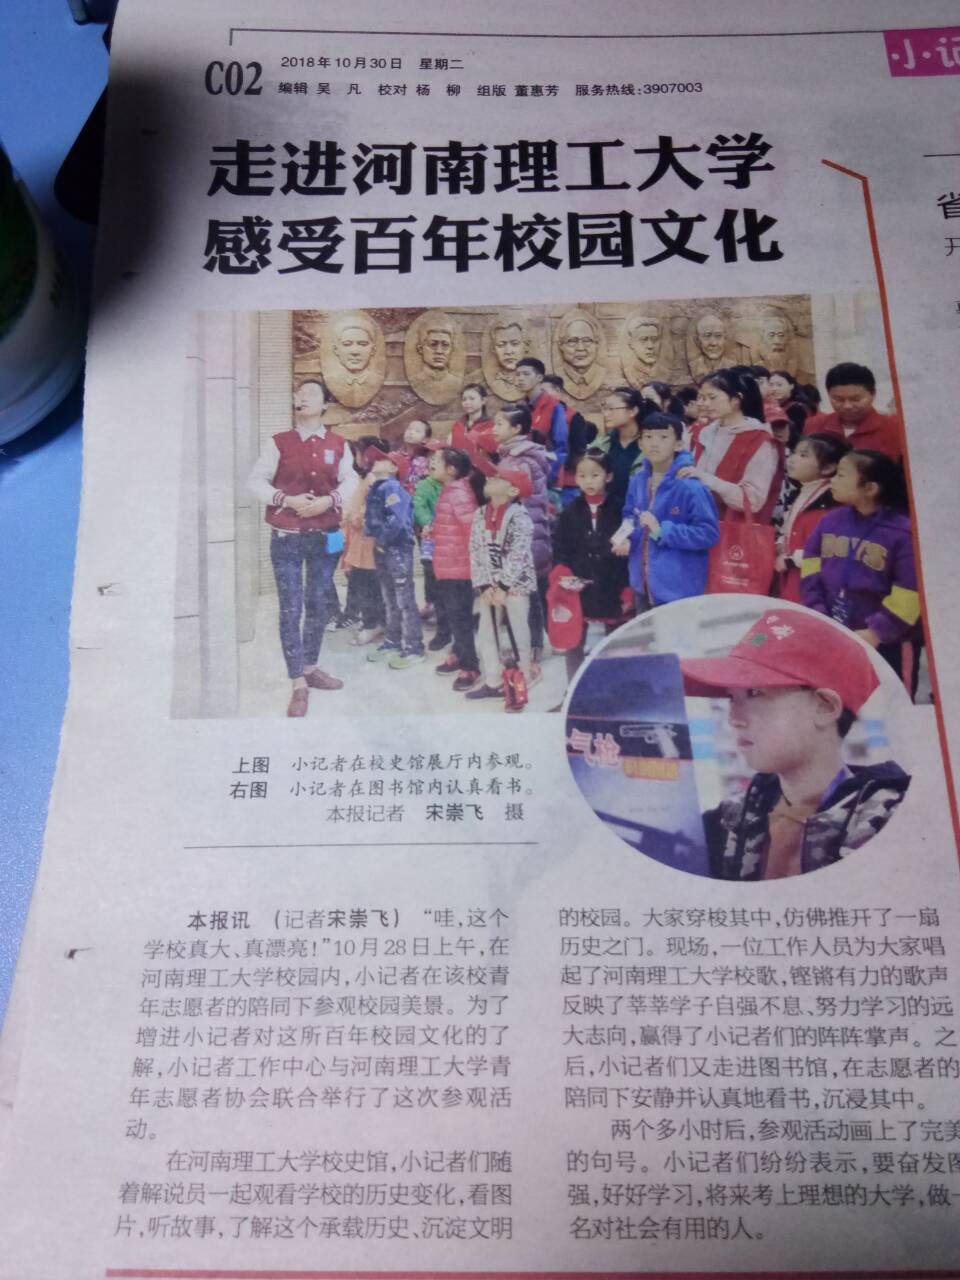 ·小·记
C02
2018年10月30日 星期二
编辑 吴 凡 校对 杨 柳 组版 董惠芳 服务热线:3907003
走进河南理工大学
感受百年校园文化
省
开
气枪
上图 小记者在校史馆展厅内参观。
右图 小记者在图书馆内认真看书。
本报记者 宋崇飞 摄
本报讯 (记者宋崇飞) “哇,这个
学校真大、真漂亮!”10月28日上午,在
河南理工大学校园内,小记者在该校青
年志愿者的陪同下参观校园美景。为了
增进小记者对这所百年校园文化的了
解,小记者工作中心与河南理工大学青
年志愿者协会联合举行了这次参观活
动。
在河南理工大学校史馆,小记者们随
着解说员一起观看学校的历史变化,看图
片,听故事,了解这个承载历史、沉淀文明
的校园。大家穿梭其中,仿佛推开了一扇
历史之门。现场,一位工作人员为大家唱
起了河南理工大学校歌,铿锵有力的歌声
反映了莘莘学子自强不息、努力学习的远
大志向,赢得了小记者们的阵阵掌声。之
后,小记者们又走进图书馆,在志愿者的
陪同下安静并认真地看书,沉浸其中。
两个多小时后,参观活动画上了完美
的句号。小记者们纷纷表示,要奋发图
强,好好学习,将来考上理想的大学,做一
名对社会有用的人。